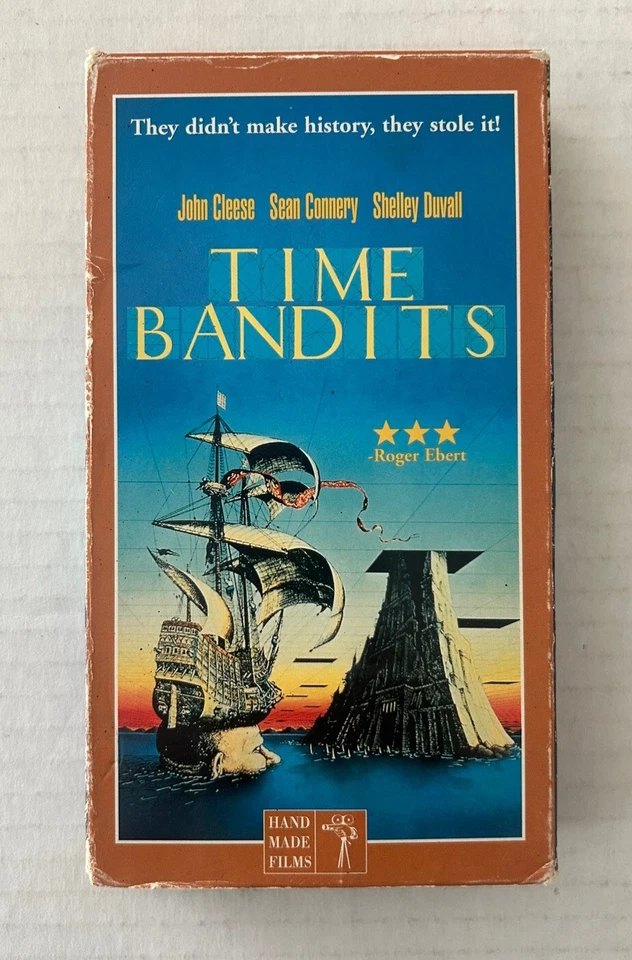 They didn't make history, they stole it!
John Cleese Sean Connery Shelley Duvall
TIME
BANDITS
-Roger Ebert
HAND
MADE
FILMS